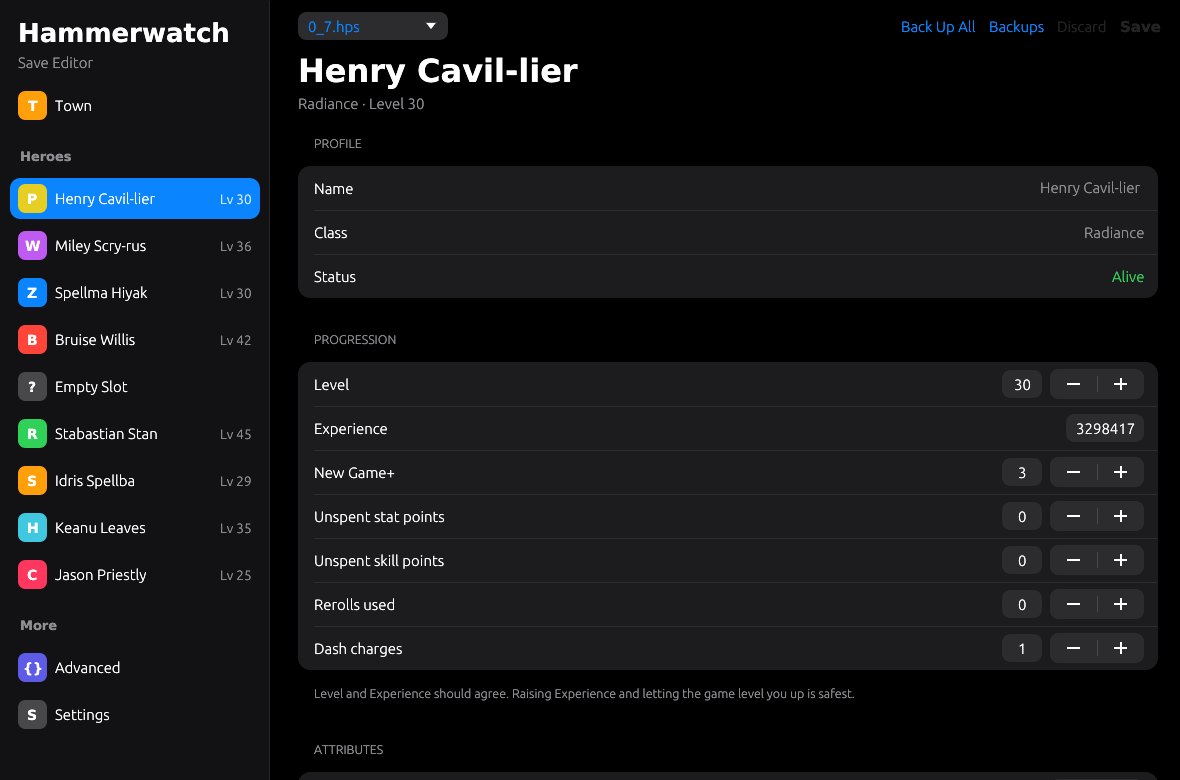 Hammerwatch
Save Editor
T Town
Heroes
P Henry Cavil-lier Lv 30
W Miley Scry-rus Lv 36
Z Spellma Hiyak Lv 30
B Bruise Willis Lv 42
? Empty Slot
R Stabastian Stan Lv 45
S Idris Spellba Lv 29
H Keanu Leaves Lv 35
C Jason Priestly Lv 25
More
{} Advanced
S Settings
0_7.hps
Back Up All Backups Discard Save
Henry Cavil-lier
Radiance · Level 30
PROFILE
Name Henry Cavil-lier
Class Radiance
Status Alive
PROGRESSION
Level 30 − +
Experience 3298417
New Game+ 3 − +
Unspent stat points 0 − +
Unspent skill points 0 − +
Rerolls used 0 − +
Dash charges 1 − +
Level and Experience should agree. Raising Experience and letting the game level you up is safest.
ATTRIBUTES